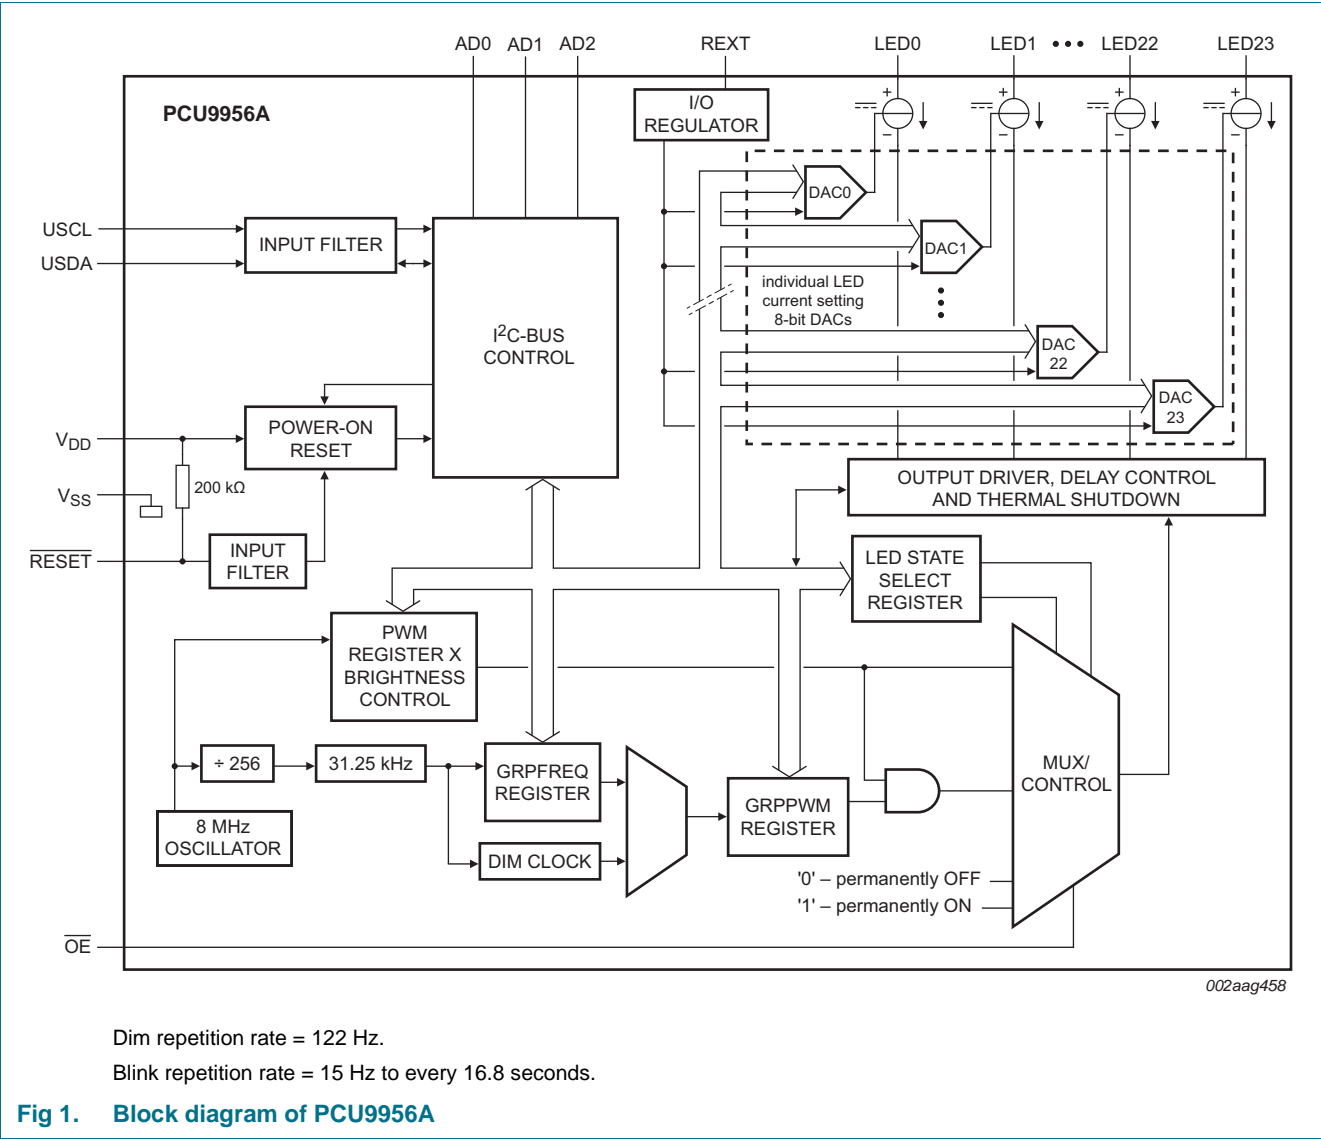 AD0 AD1 AD2 REXT LED0 LED1 ••• LED22 LED23
PCU9956A
I/O
REGULATOR
+ + + +
− − − −
DAC0
USCL
USDA
INPUT FILTER
DAC1
individual LED
current setting
8-bit DACs
I2C-BUS
CONTROL
DAC
22
DAC
23
VDD
POWER-ON
RESET
200 kΩ
VSS
OUTPUT DRIVER, DELAY CONTROL
AND THERMAL SHUTDOWN
RESET
INPUT
FILTER
LED STATE
SELECT
REGISTER
PWM
REGISTER X
BRIGHTNESS
CONTROL
÷ 256
31.25 kHz
GRPFREQ
REGISTER
MUX/
CONTROL
GRPPWM
REGISTER
8 MHz
OSCILLATOR
DIM CLOCK
'0' – permanently OFF
'1' – permanently ON
OE
002aag458
Dim repetition rate = 122 Hz.
Blink repetition rate = 15 Hz to every 16.8 seconds.
Fig 1. Block diagram of PCU9956A